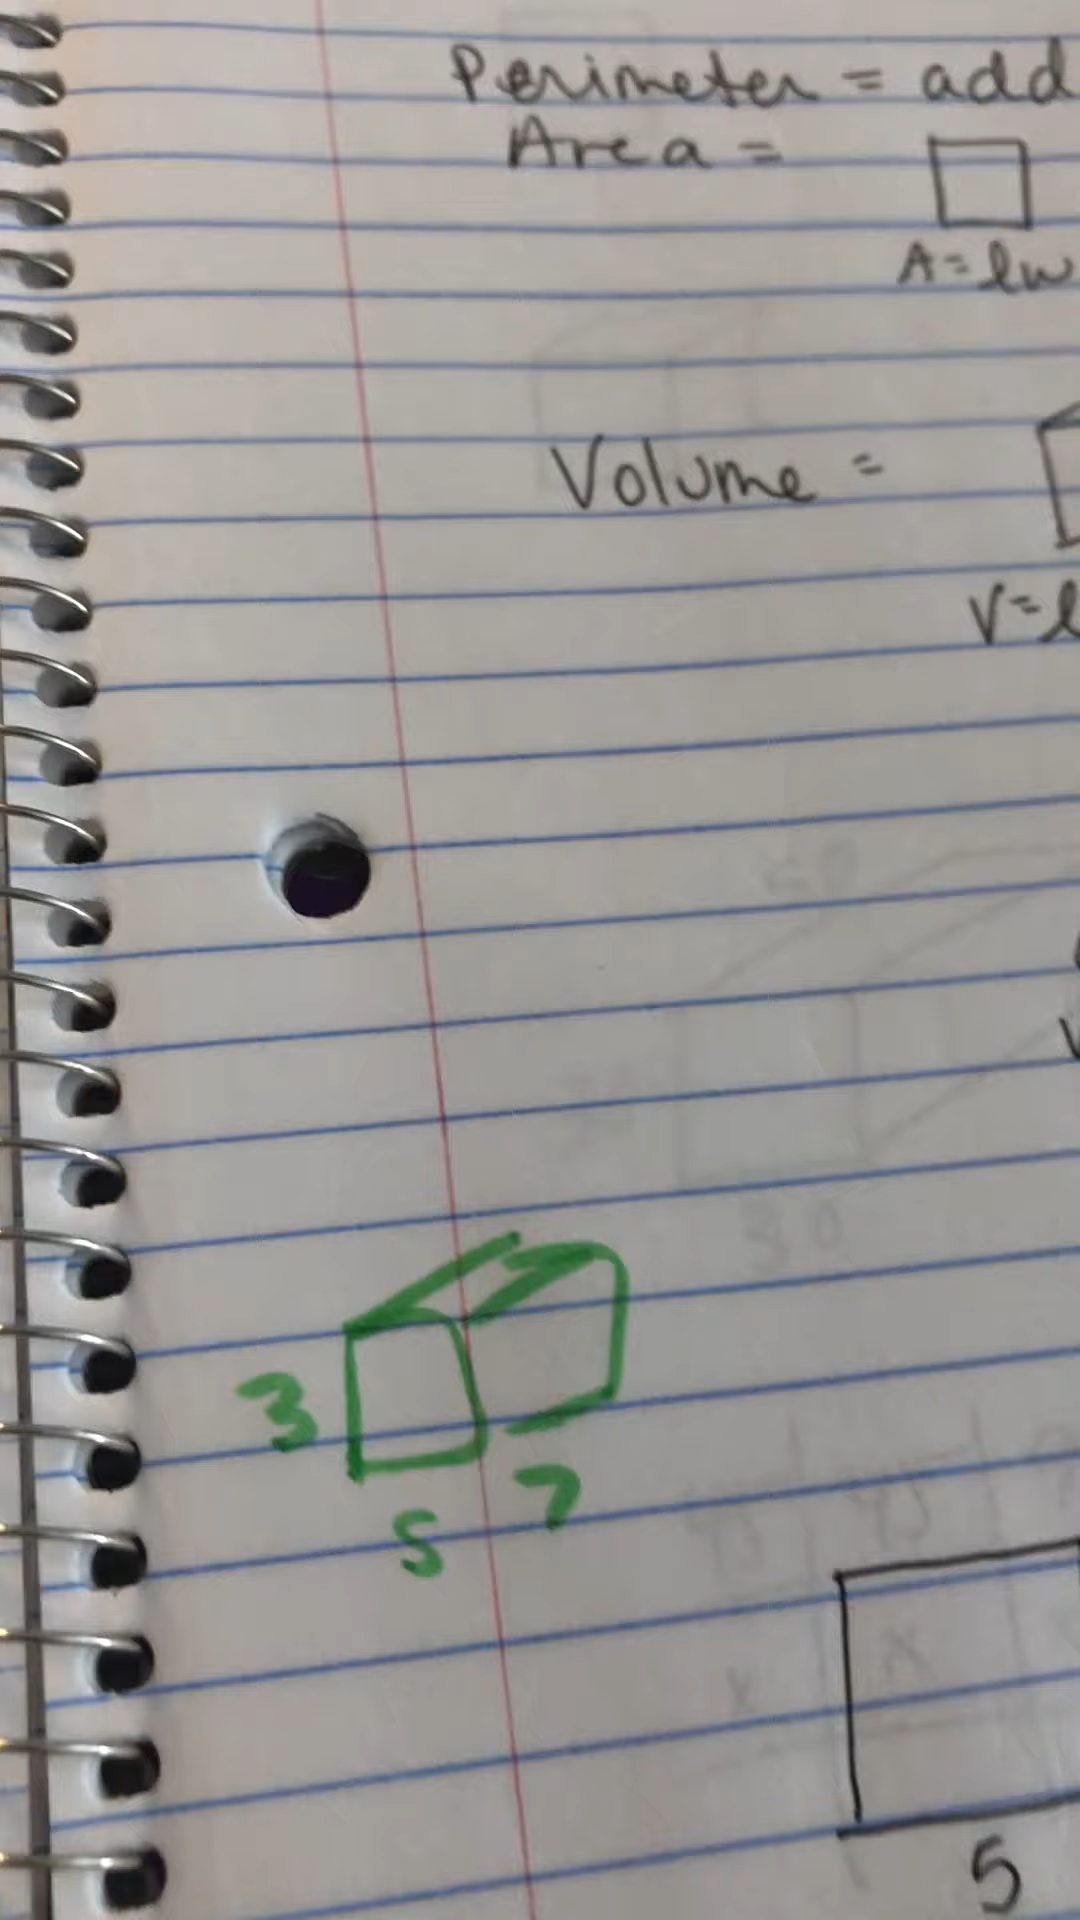 Perimeter = add
Area =
A = lw
Volume =
V = l
3
7
5
5